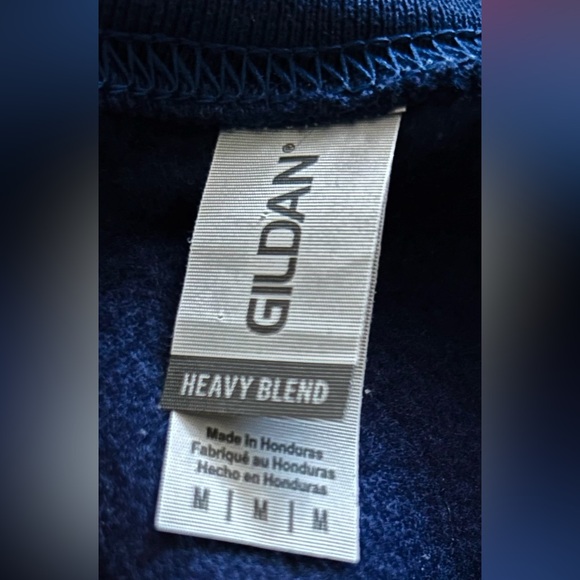 GILDAN®
HEAVY BLEND
Made in Honduras
Fabriqué au Honduras
Hecho en Honduras
M | M | M